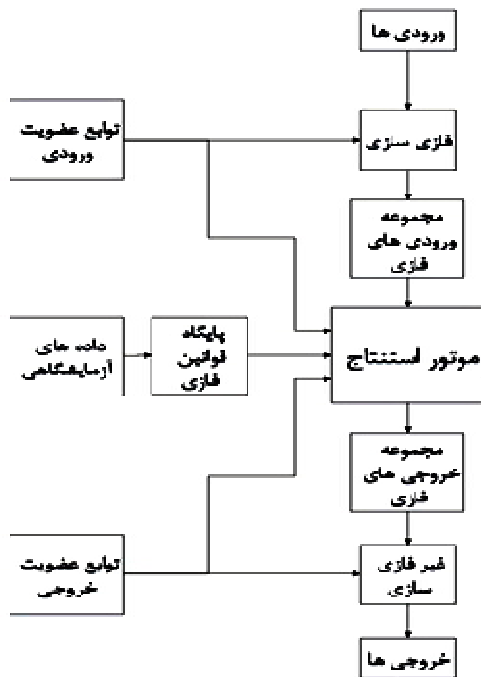 ورودی ها
توابع عضویت
ورودی
فازی سازی
مجموعه
ورودی های
فازی
داده های
آزمایشگاهی
پایگاه
قوانین
فازی
موتور استنتاج
مجموعه
خروجی های
فازی
توابع عضویت
خروجی
غیر فازی
سازی
خروجی ها